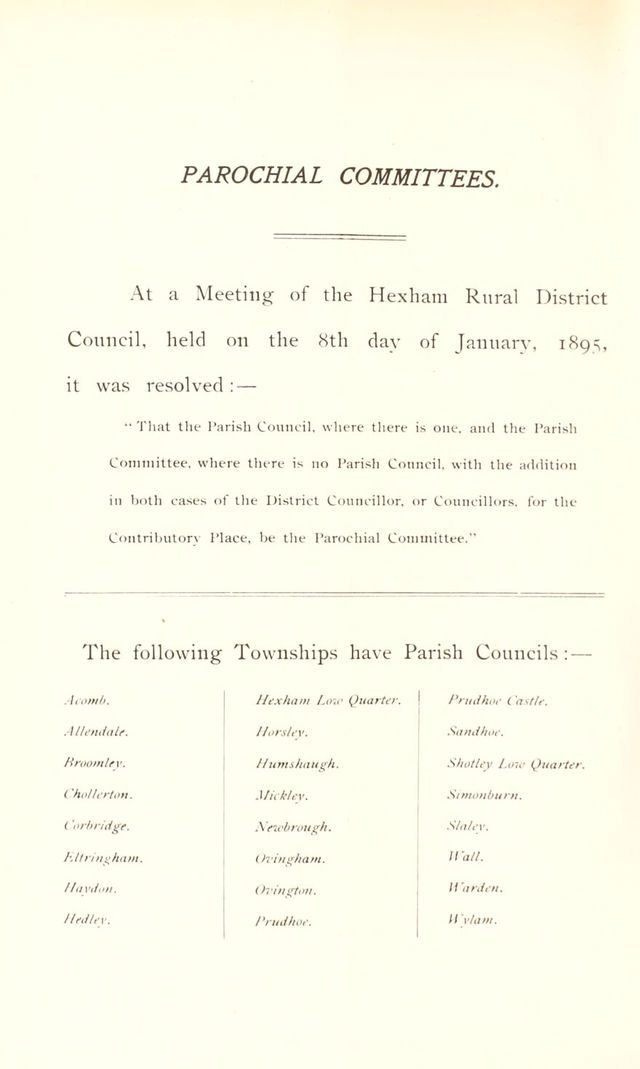 PAROCHIAL COMMITTEES.
At a Meeting of the Hexham Rural District
Council, held on the 8th day of January, 1895,
it was resolved:—
"That the Parish Council, where there is one, and the Parish
Committee, where there is no Parish Council, with the addition
in both cases of the District Councillor, or Councillors, for the
Contributory Place, be the Parochial Committee."
The following Townships have Parish Councils:—
Acomb.
Allendale.
Broomley.
Chollerton.
Corbridge.
Eltringham.
Haydon.
Hedley.
Hexham Low Quarter.
Horsley.
Humshaugh.
Mickley.
Newbrough.
Ovingham.
Ovington.
Prudhoe.
Prudhoe Castle.
Sandhoe.
Shotley Low Quarter.
Simonburn.
Slaley.
Wall.
Warden.
Wylam.